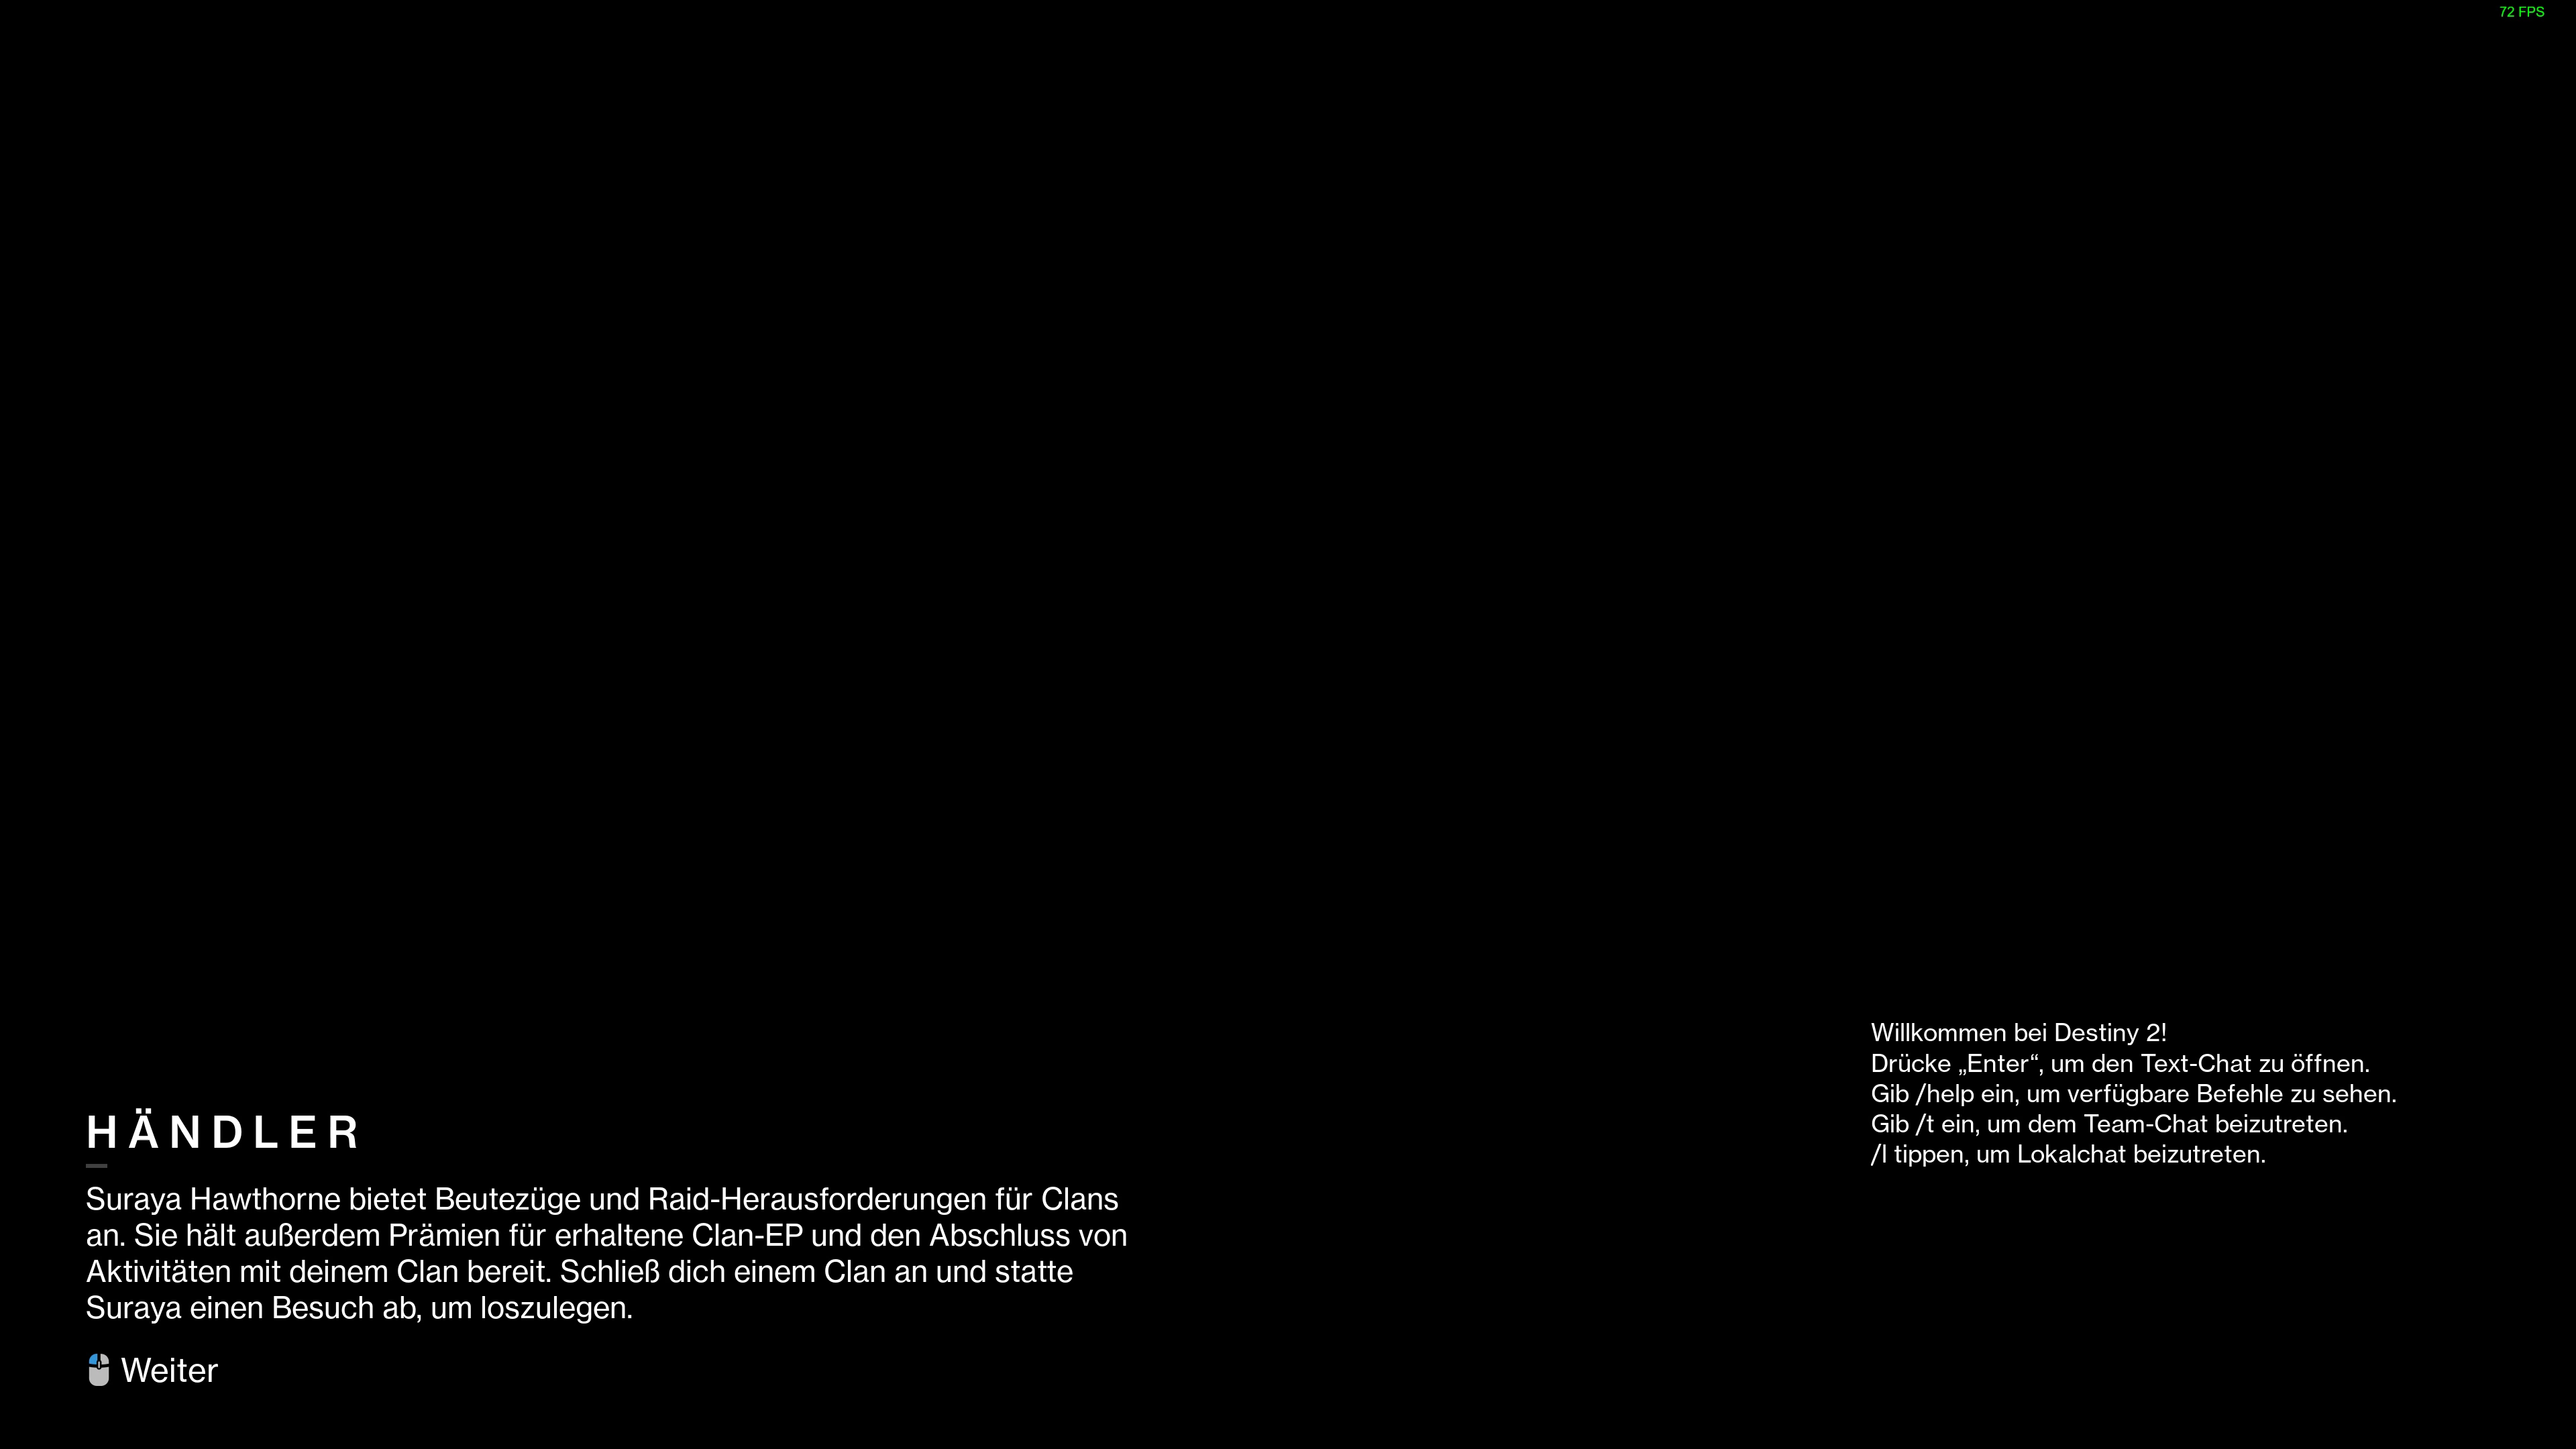 72 FPS
Willkommen bei Destiny 2!
Drücke „Enter“, um den Text-Chat zu öffnen.
Gib /help ein, um verfügbare Befehle zu sehen.
Gib /t ein, um dem Team-Chat beizutreten.
/l tippen, um Lokalchat beizutreten.
HÄNDLER
Suraya Hawthorne bietet Beutezüge und Raid-Herausforderungen für Clans
an. Sie hält außerdem Prämien für erhaltene Clan-EP und den Abschluss von
Aktivitäten mit deinem Clan bereit. Schließ dich einem Clan an und statte
Suraya einen Besuch ab, um loszulegen.
Weiter